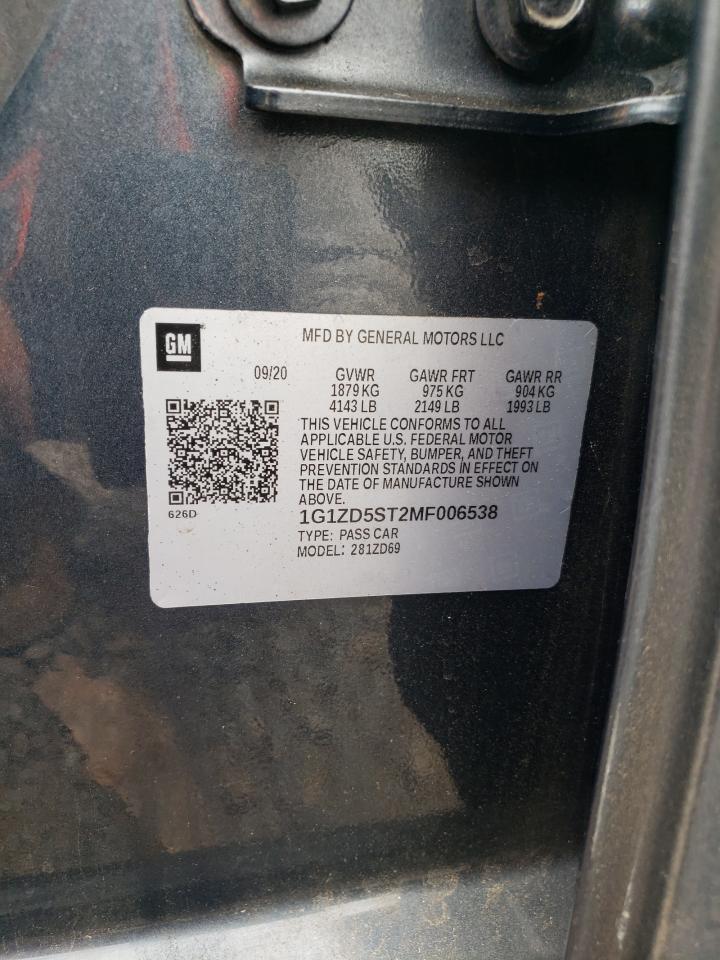 GM
MFD BY GENERAL MOTORS LLC
09/20 GVWR GAWR FRT GAWR RR
1879 KG 975 KG 904 KG
4143 LB 2149 LB 1993 LB
THIS VEHICLE CONFORMS TO ALL
APPLICABLE U.S. FEDERAL MOTOR
VEHICLE SAFETY, BUMPER, AND THEFT
PREVENTION STANDARDS IN EFFECT ON
THE DATE OF MANUFACTURE SHOWN
ABOVE.
626D
1G1ZD5ST2MF006538
TYPE: PASS CAR
MODEL: 281ZD69